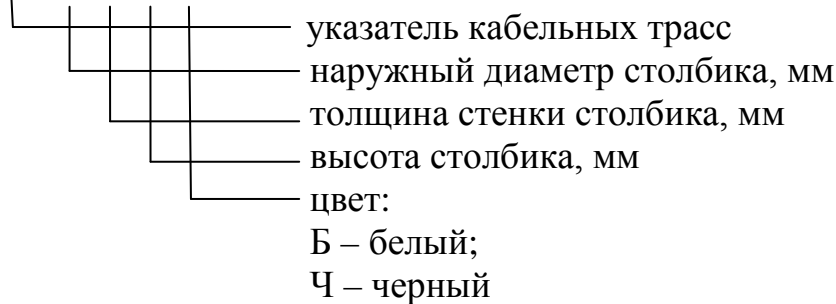 указатель кабельных трасс
наружный диаметр столбика, мм
толщина стенки столбика, мм
высота столбика, мм
цвет:
Б – белый;
Ч – черный